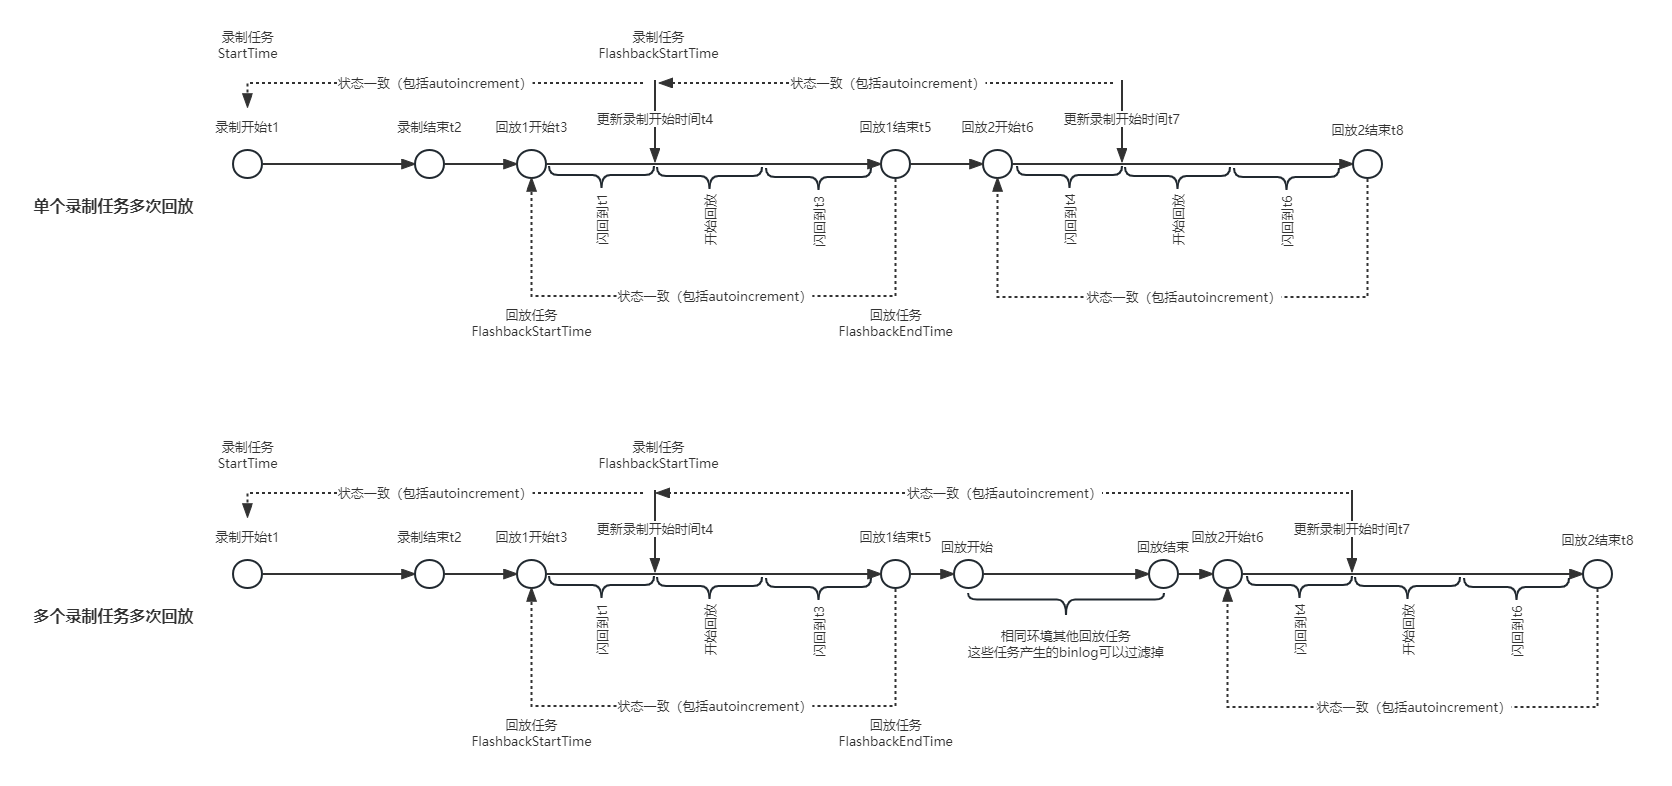 录制任务
StartTime
录制任务
FlashbackStartTime
状态一致（包括autoincrement）
状态一致（包括autoincrement）
录制开始t1
录制结束t2
回放1开始t3
更新录制开始时间t4
回放1结束t5
回放2开始t6
更新录制开始时间t7
回放2结束t8
单个录制任务多次回放
闪回到t1
开始回放
闪回到t3
闪回到t4
开始回放
闪回到t6
状态一致（包括autoincrement）
状态一致（包括autoincrement）
回放任务
FlashbackStartTime
回放任务
FlashbackEndTime
录制任务
StartTime
录制任务
FlashbackStartTime
状态一致（包括autoincrement）
状态一致（包括autoincrement）
录制开始t1
录制结束t2
回放1开始t3
更新录制开始时间t4
回放1结束t5
回放开始
回放结束
回放2开始t6
更新录制开始时间t7
回放2结束t8
多个录制任务多次回放
闪回到t1
开始回放
闪回到t3
相同环境其他回放任务
这些任务产生的binlog可以过滤掉
闪回到t4
开始回放
闪回到t6
状态一致（包括autoincrement）
状态一致（包括autoincrement）
回放任务
FlashbackStartTime
回放任务
FlashbackEndTime